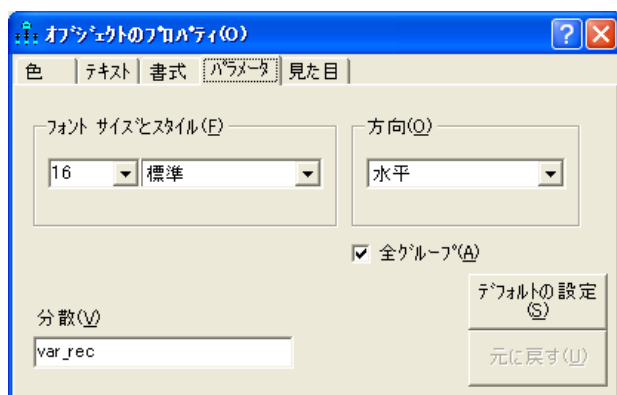 ｵﾌﾞｼﾞｪｸﾄのﾌﾟﾛﾊﾟﾃｨ(O)
色 ﾃｷｽﾄ 書式 ﾊﾟﾗﾒｰﾀ 見た目
ﾌｫﾝﾄ ｻｲｽﾞとｽﾀｲﾙ(F) 方向(O)
16 標準 水平
全ｸﾞﾙｰﾌﾟ(A)
ﾃﾞﾌｫﾙﾄの設定
(S)
分散(V)
var_rec
元に戻す(U)